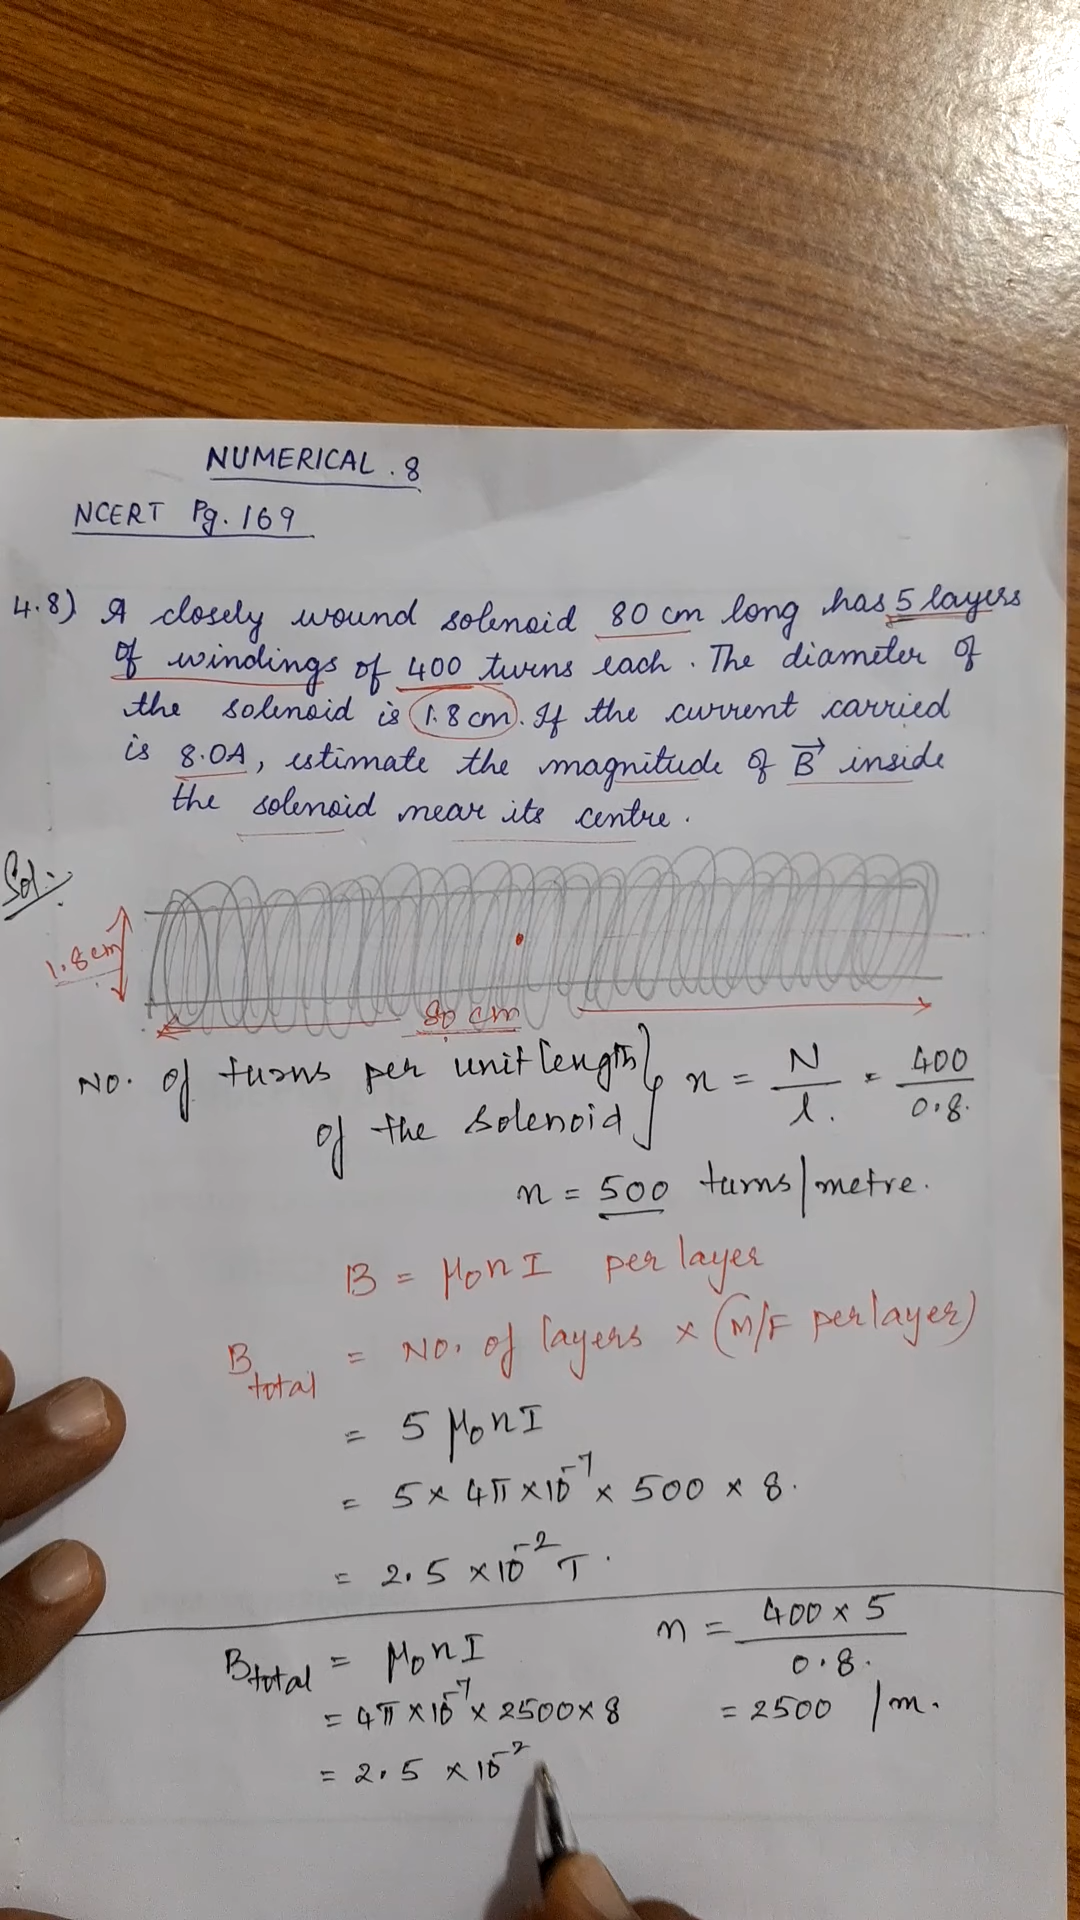 NUMERICAL . 8
NCERT Pg. 169
4.8) A closely wound solenoid 80 cm long has 5 layers
of windings of 400 turns each. The diameter of
the solenoid is 1.8 cm. If the current carried
is 8.0A, estimate the magnitude of B⃗ inside
the solenoid near its centre.
Sol:-
1.8cm
80 cm
No. of turns per unit length } n = N/l. = 400/0.8.
of the solenoid
n = 500 turns/metre.
B = μ₀nI per layer
B total = No. of layers × (M/F per layer)
= 5 μ₀nI
= 5 × 4π × 10⁻⁷ × 500 × 8.
= 2.5 × 10⁻² T.
B total = μ₀nI n = 400 × 5 / 0.8.
= 4π × 10⁻⁷ × 2500 × 8 = 2500 /m.
= 2.5 × 10⁻²